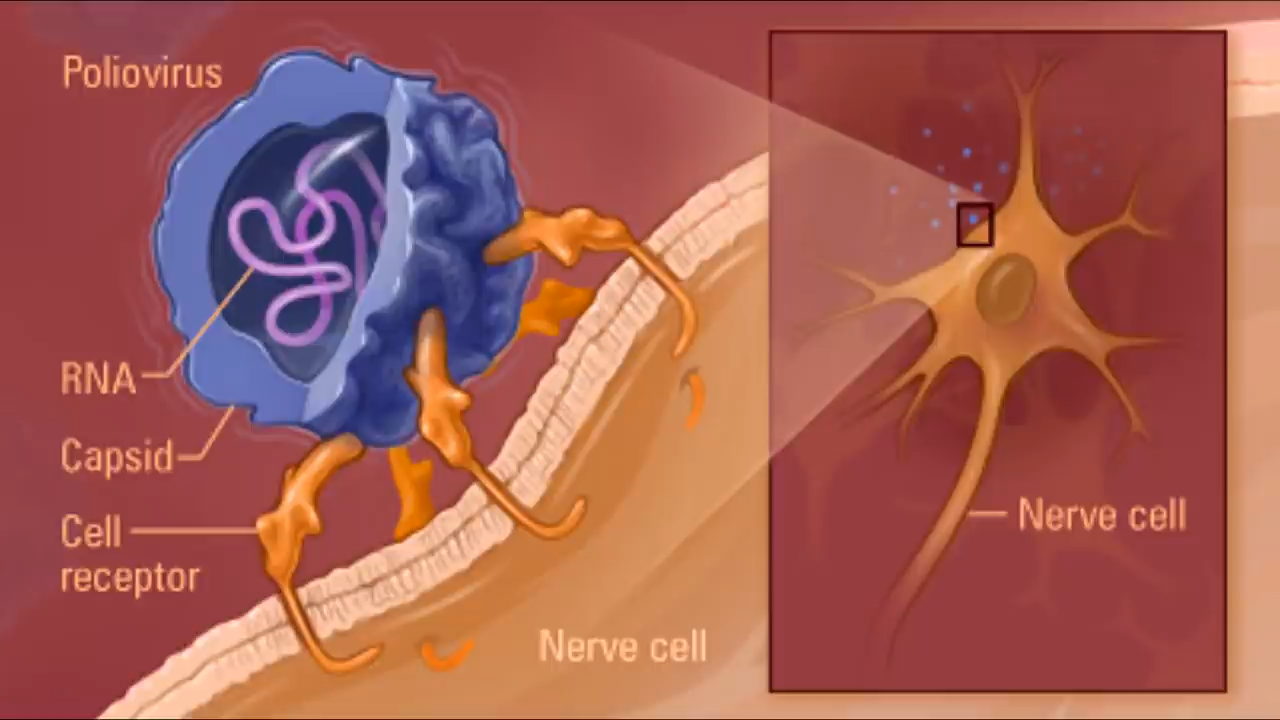 Poliovirus
RNA
Capsid
Cell
receptor
Nerve cell
Nerve cell